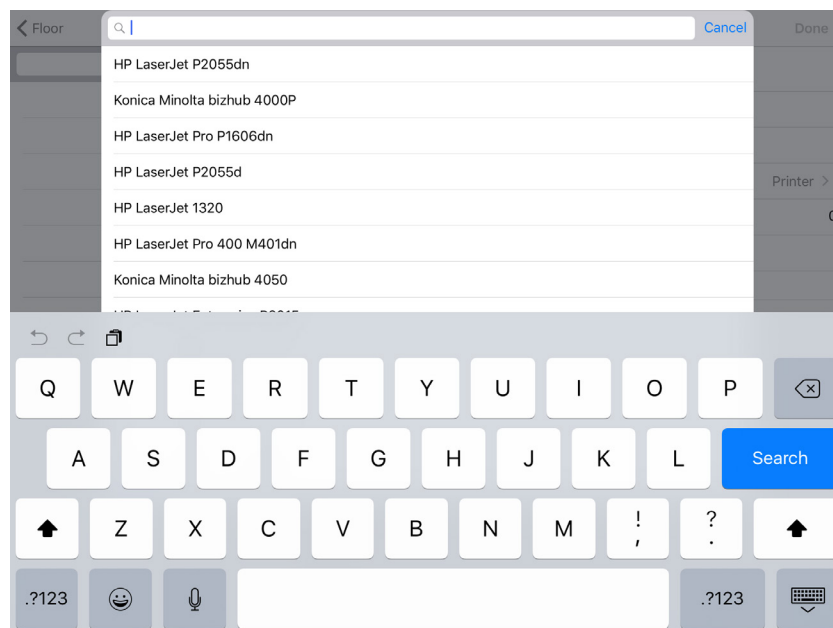 Floor
Cancel
Done
HP LaserJet P2055dn
Konica Minolta bizhub 4000P
HP LaserJet Pro P1606dn
HP LaserJet P2055d
Printer >
HP LaserJet 1320
HP LaserJet Pro 400 M401dn
Konica Minolta bizhub 4050
Q W E R T Y U I O P
A S D F G H J K L Search
Z X C V B N M ! , ? .
.?123 .?123